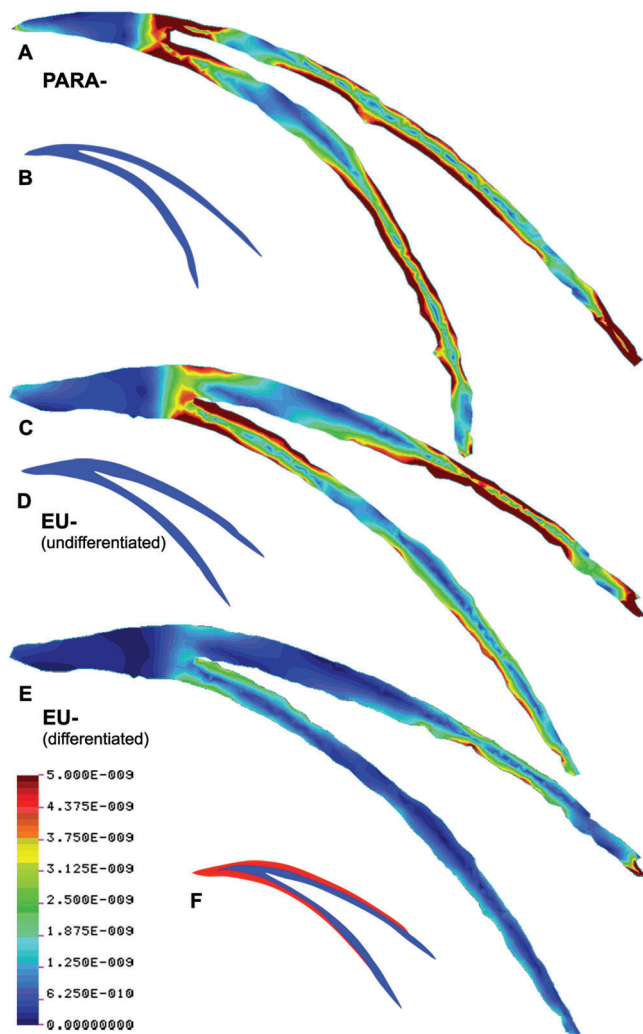 A
PARA-
B
C
D
EU-
(undifferentiated)
E
EU-
(differentiated)
5.000E-009
4.375E-009
3.750E-009
3.125E-009
2.500E-009
1.875E-009
1.250E-009
6.250E-010
0.00000000
F